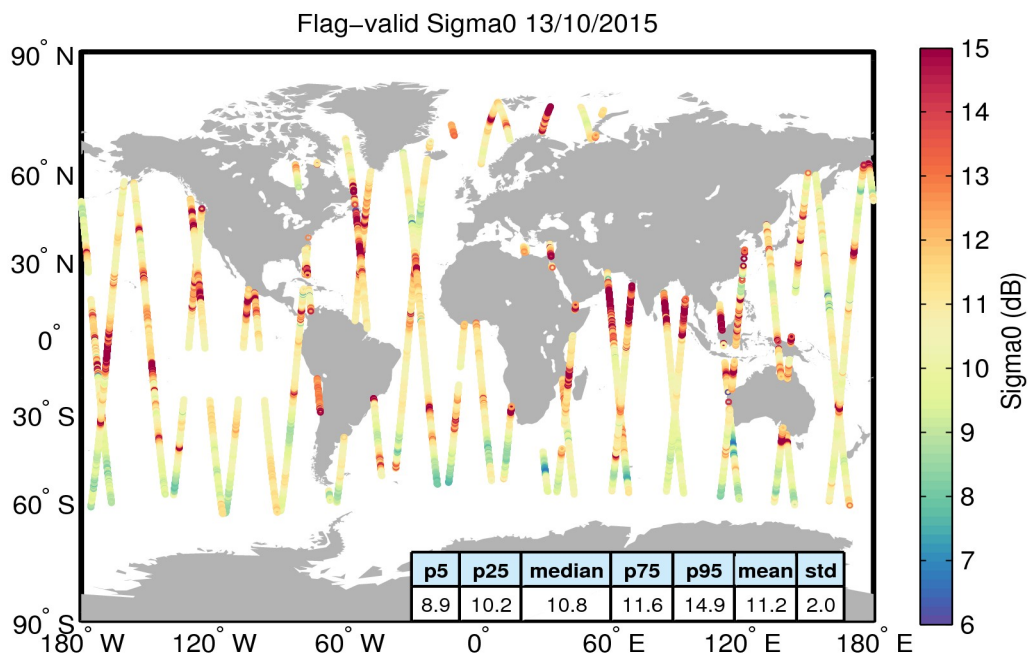 Flag−valid Sigma0 13/10/2015
90° N
60° N
30° N
0°
30° S
60° S
90° S
180° W
120° W
60° W
0°
60° E
120° E
180° E
p5 p25 median p75 p95 mean std
8.9 10.2 10.8 11.6 14.9 11.2 2.0
15
14
13
12
11
10
9
8
7
6
Sigma0 (dB)